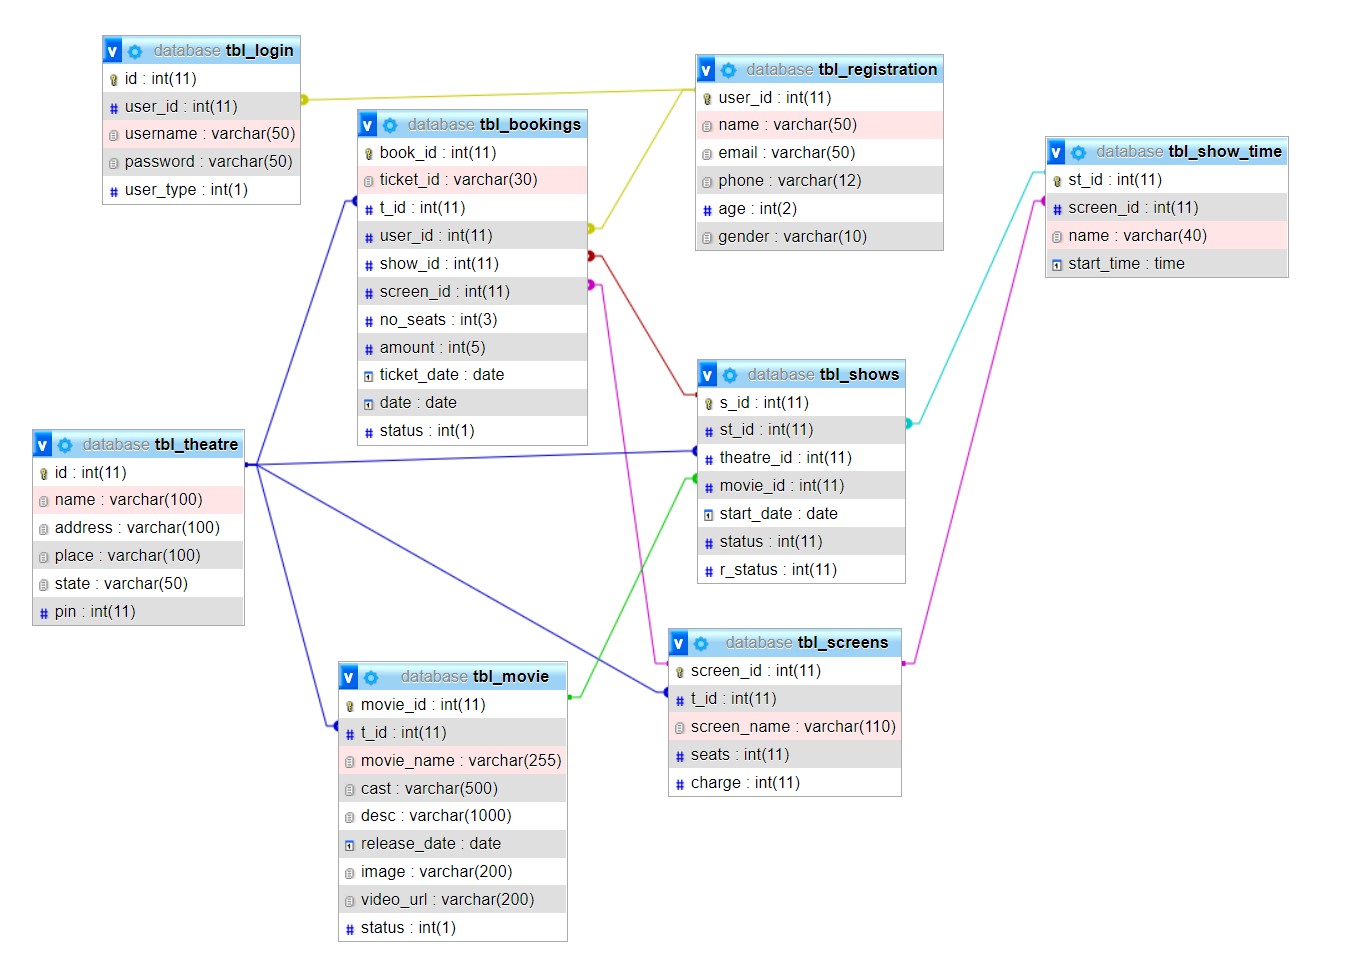 v database tbl_login
id : int(11)
# user_id : int(11)
username : varchar(50)
password : varchar(50)
# user_type : int(1)
v database tbl_registration
user_id : int(11)
name : varchar(50)
email : varchar(50)
phone : varchar(12)
# age : int(2)
gender : varchar(10)
v database tbl_bookings
book_id : int(11)
ticket_id : varchar(30)
# t_id : int(11)
# user_id : int(11)
# show_id : int(11)
# screen_id : int(11)
# no_seats : int(3)
# amount : int(5)
ticket_date : date
date : date
# status : int(1)
v database tbl_show_time
st_id : int(11)
# screen_id : int(11)
name : varchar(40)
start_time : time
v database tbl_shows
s_id : int(11)
# st_id : int(11)
# theatre_id : int(11)
# movie_id : int(11)
start_date : date
# status : int(11)
# r_status : int(11)
v database tbl_theatre
id : int(11)
name : varchar(100)
address : varchar(100)
place : varchar(100)
state : varchar(50)
# pin : int(11)
v database tbl_screens
screen_id : int(11)
# t_id : int(11)
screen_name : varchar(110)
# seats : int(11)
# charge : int(11)
v database tbl_movie
movie_id : int(11)
# t_id : int(11)
movie_name : varchar(255)
cast : varchar(500)
desc : varchar(1000)
release_date : date
image : varchar(200)
video_url : varchar(200)
# status : int(1)